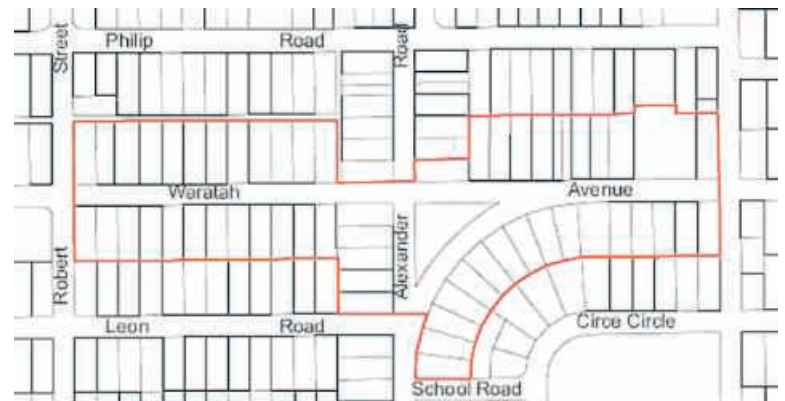 Street
Philip Road
Road
Waratah
Avenue
Robert
Alexander
Leon Road
Circe Circle
School Road